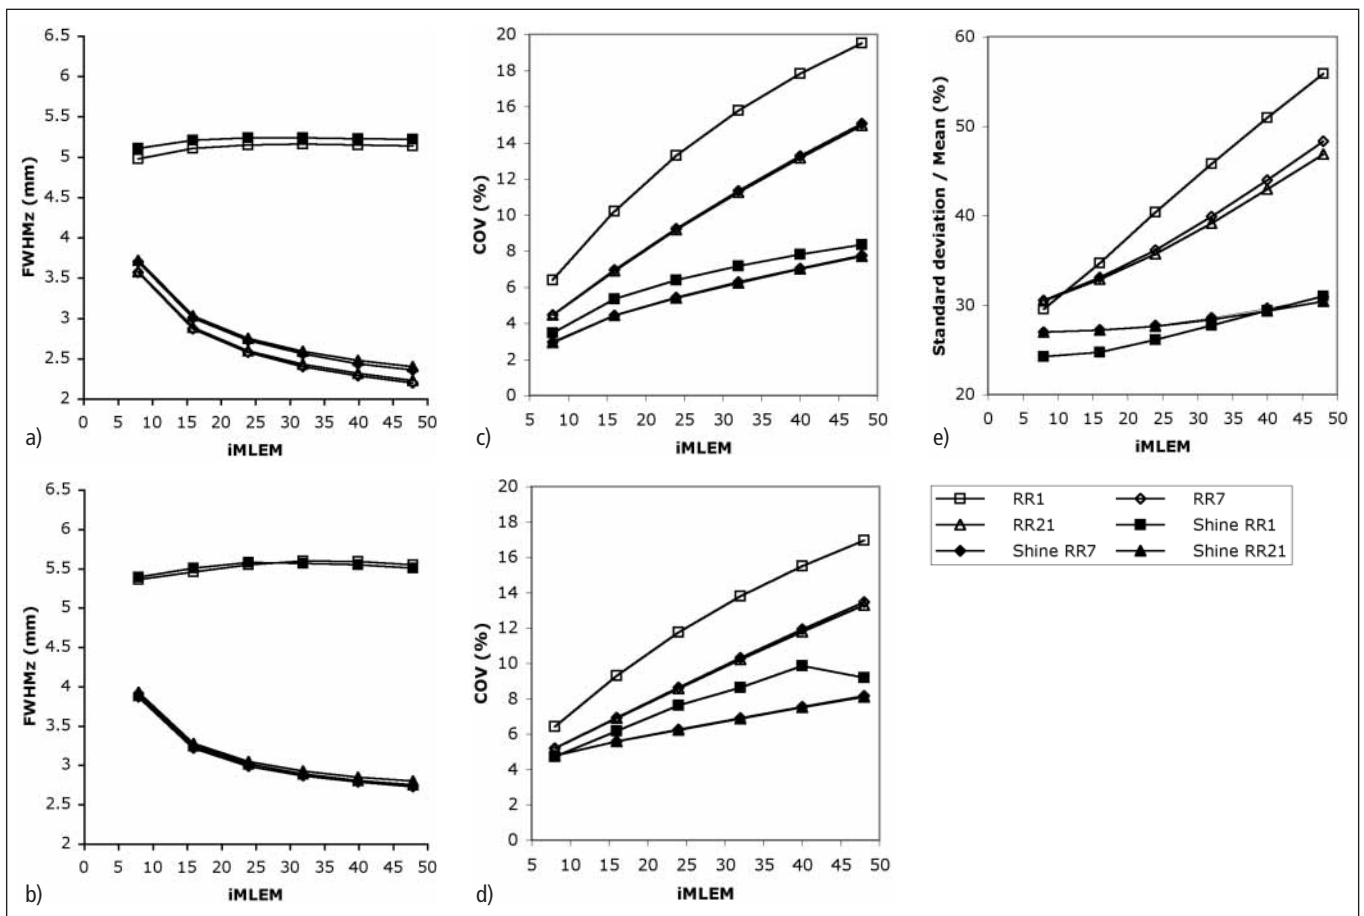 6.5
6
5.5
5
4.5
4
3.5
3
2.5
2
FWHMz (mm)
0 5 10 15 20 25 30 35 40 45 50
iMLEM
a)
20
18
16
14
12
10
8
6
4
2
0
COV (%)
5 10 15 20 25 30 35 40 45 50
iMLEM
c)
60
50
40
30
20
Standard deviation / Mean (%)
0 5 10 15 20 25 30 35 40 45 50
iMLEM
e)
6.5
6
5.5
5
4.5
4
3.5
3
2.5
2
FWHMz (mm)
0 5 10 15 20 25 30 35 40 45 50
iMLEM
b)
20
18
16
14
12
10
8
6
4
2
0
COV (%)
5 10 15 20 25 30 35 40 45 50
iMLEM
d)
RR1 RR7
RR21 Shine RR1
Shine RR7 Shine RR21